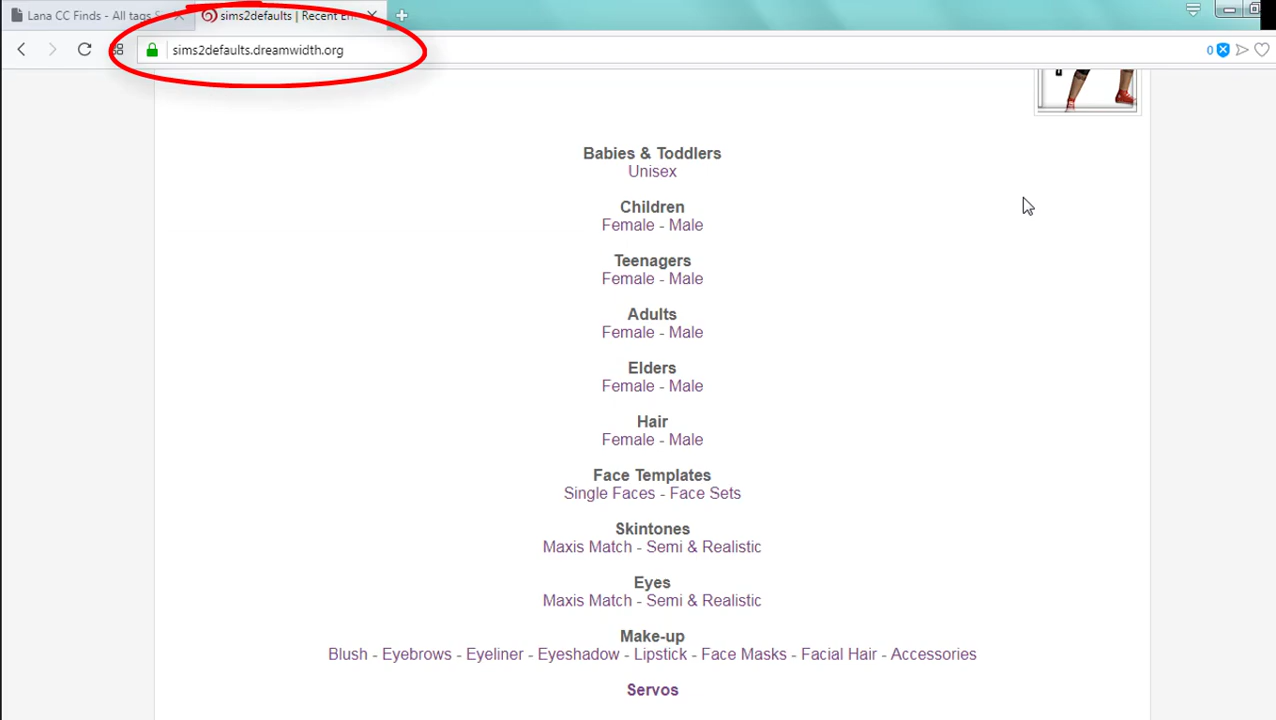 Lana CC Finds - All tags S
sims2defaults | Recent En
sims2defaults.dreamwidth.org
0
Babies & Toddlers
Unisex
Children
Female - Male
Teenagers
Female - Male
Adults
Female - Male
Elders
Female - Male
Hair
Female - Male
Face Templates
Single Faces - Face Sets
Skintones
Maxis Match - Semi & Realistic
Eyes
Maxis Match - Semi & Realistic
Make-up
Blush - Eyebrows - Eyeliner - Eyeshadow - Lipstick - Face Masks - Facial Hair - Accessories
Servos